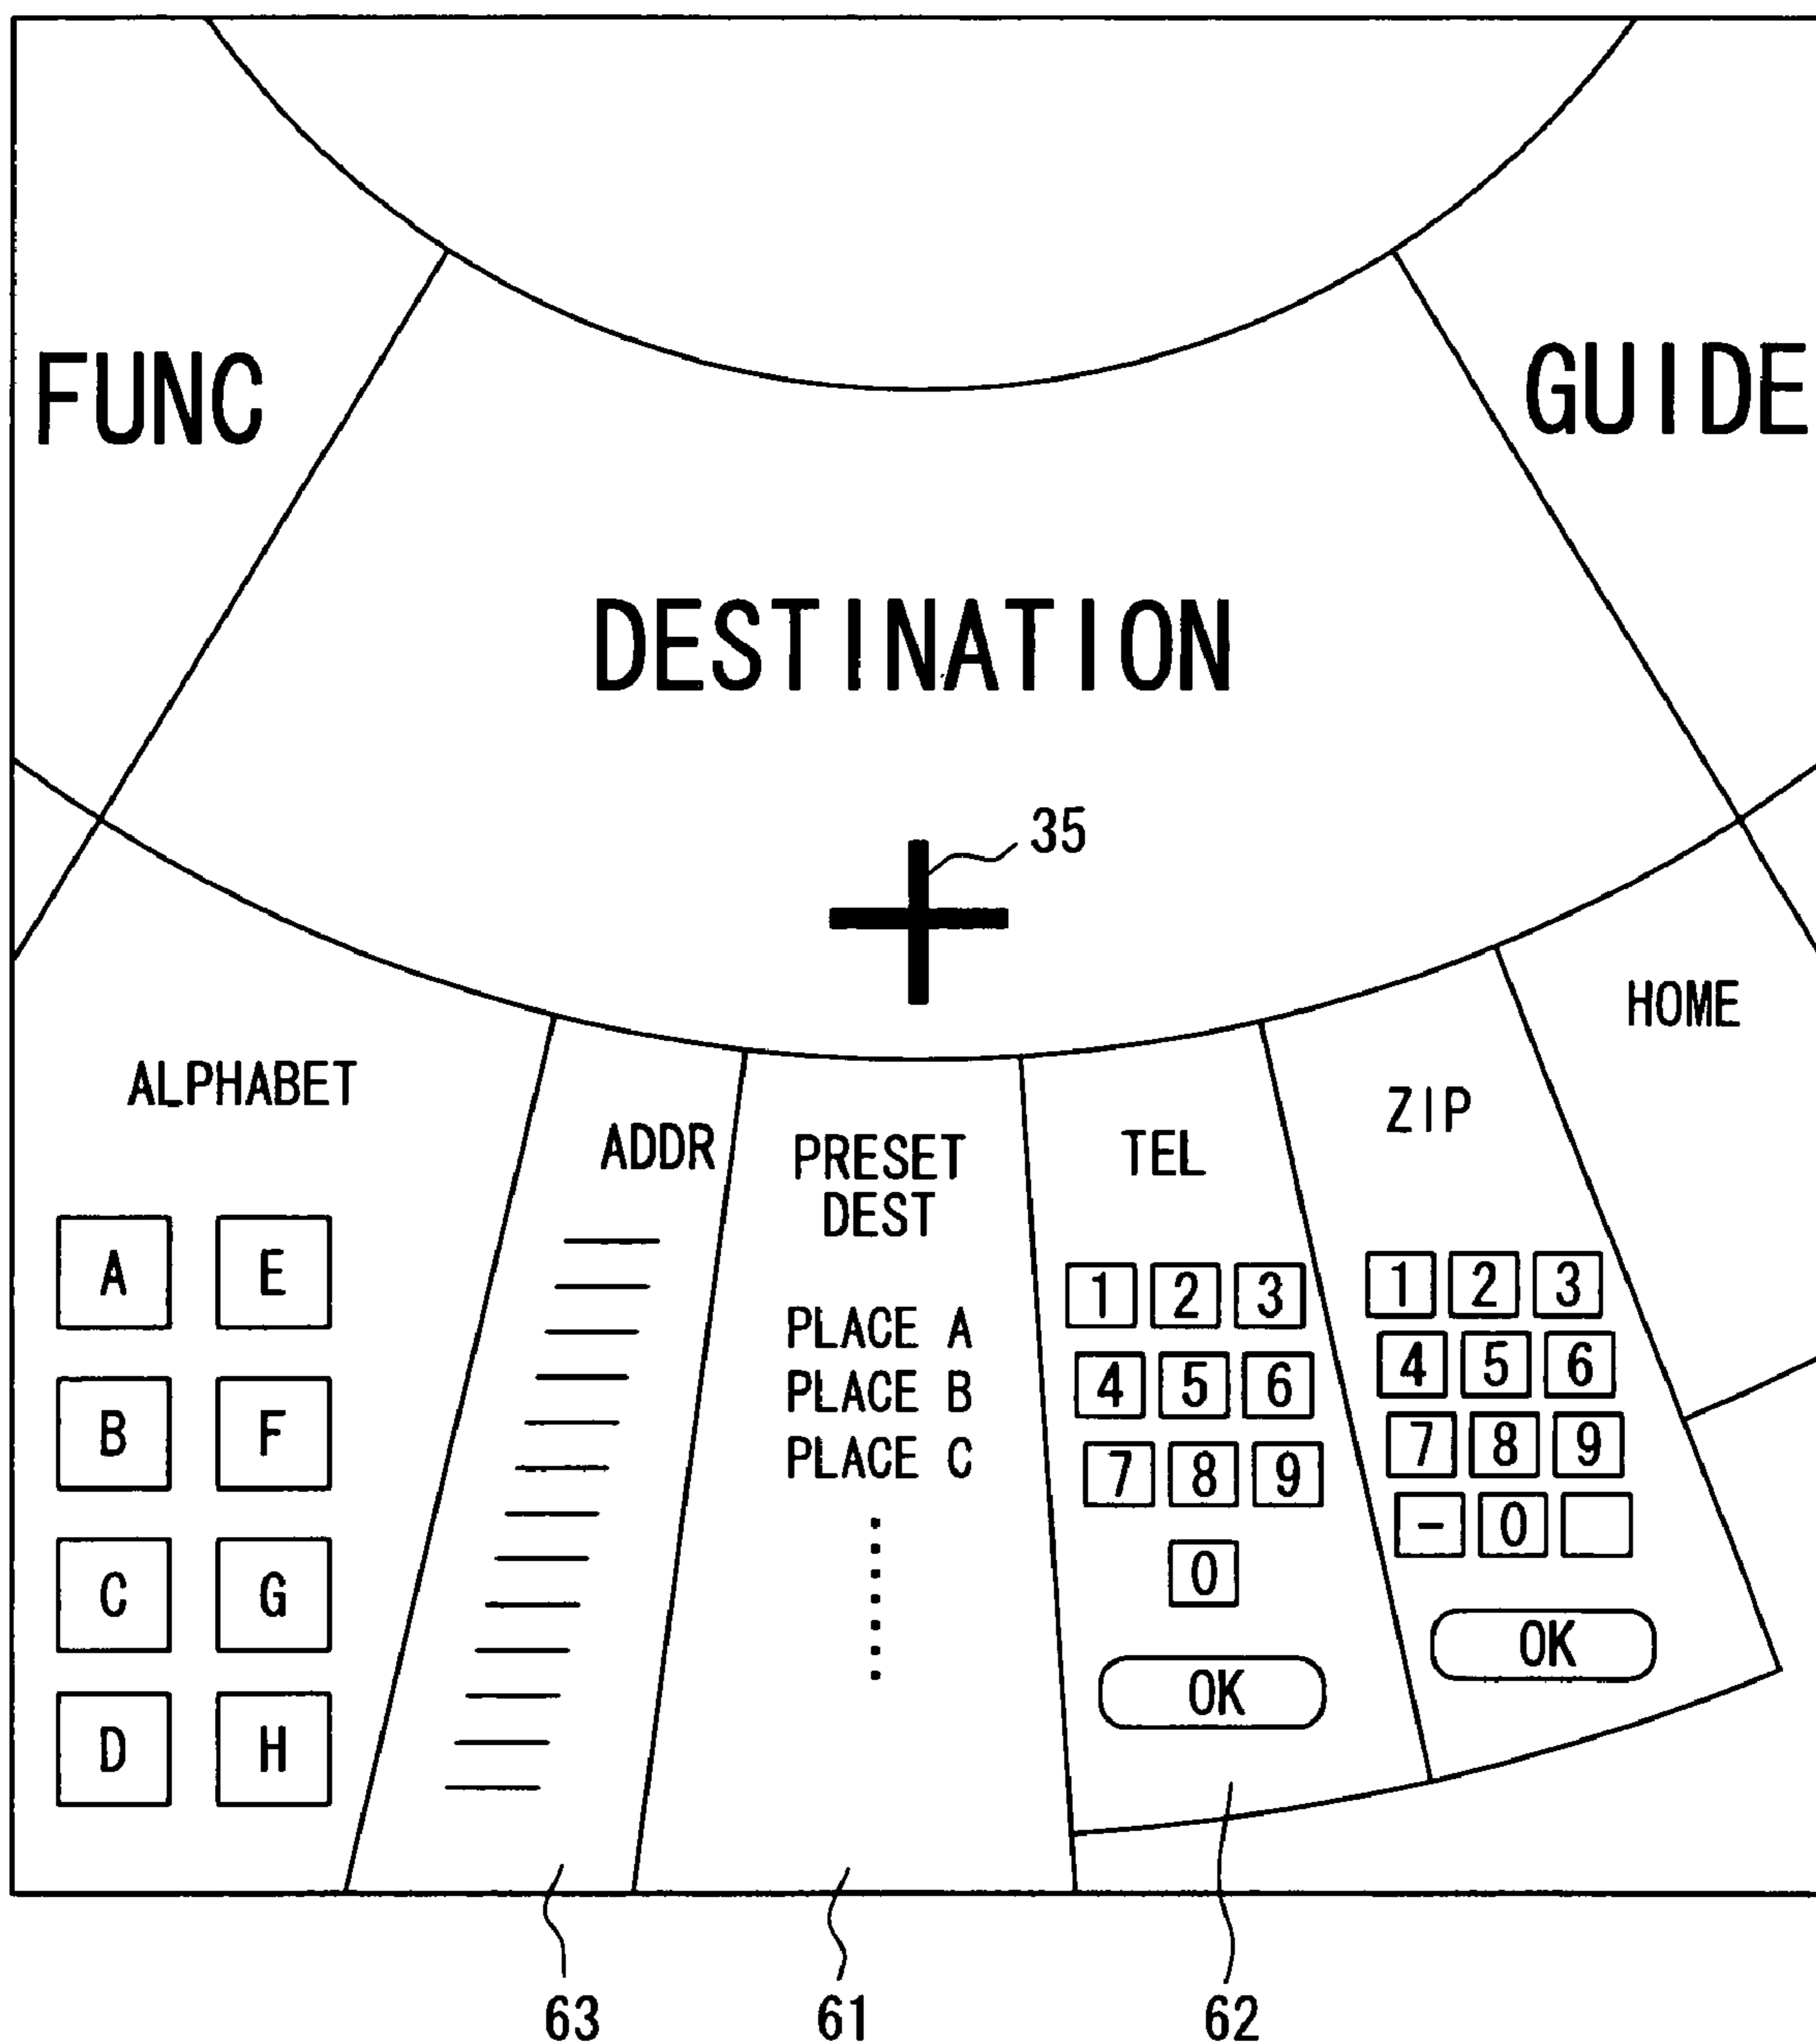 FUNC
GUIDE
DESTINATION
35
HOME
ALPHABET
A E
B F
C G
D H
ADDR
PRESET
DEST
PLACE A
PLACE B
PLACE C
TEL
1 2 3
4 5 6
7 8 9
0
OK
ZIP
1 2 3
4 5 6
7 8 9
- 0
OK
63
61
62